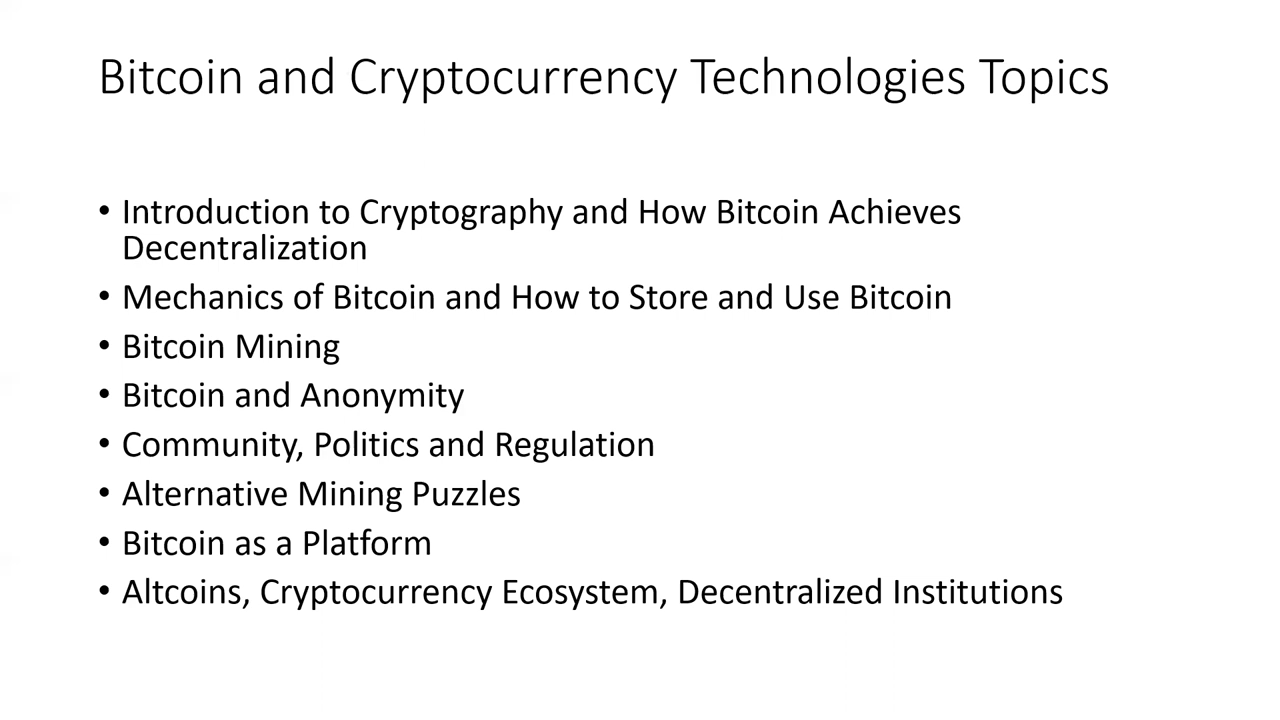 Bitcoin and Cryptocurrency Technologies Topics
• Introduction to Cryptography and How Bitcoin Achieves
Decentralization
• Mechanics of Bitcoin and How to Store and Use Bitcoin
• Bitcoin Mining
• Bitcoin and Anonymity
• Community, Politics and Regulation
• Alternative Mining Puzzles
• Bitcoin as a Platform
• Altcoins, Cryptocurrency Ecosystem, Decentralized Institutions